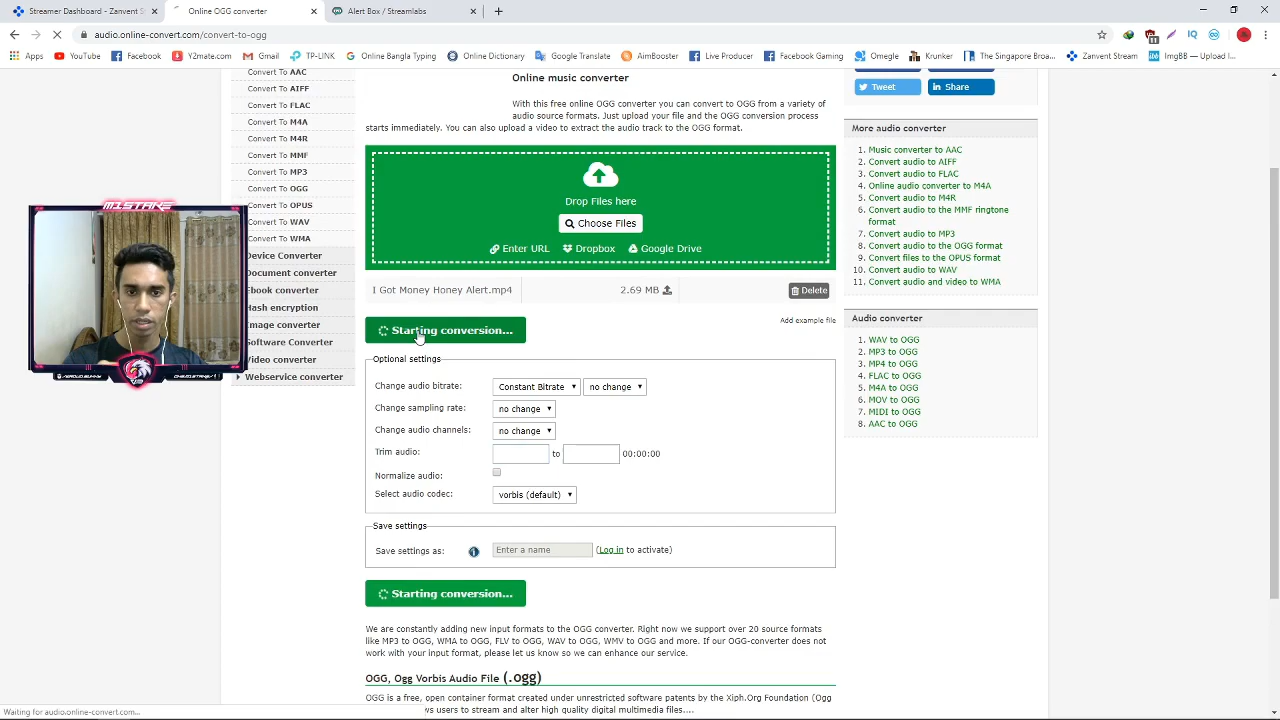 Streamer Dashboard - Zanvent S
Online OGG converter
Alert Box / Streamlabs
audio.online-convert.com/convert-to-ogg
Apps
YouTube
Facebook
Y2mate.com
Gmail
TP-LINK
Online Bangla Typing
Online Dictionary
Google Translate
AimBooster
Live Producer
Facebook Gaming
Omegle
Krunker
The Singapore Broa...
Zanvent Stream
ImgBB — Upload I...
Convert To AAC
Convert To AIFF
Convert To FLAC
Convert To M4A
Convert To M4R
Convert To MMF
Convert To MP3
Convert To OGG
Convert To OPUS
Convert To WAV
Convert To WMA
Device Converter
Document converter
Ebook converter
Hash encryption
Image converter
Software Converter
Video converter
Webservice converter
M1STAKE
Online music converter
With this free online OGG converter you can convert to OGG from a variety of
audio source formats. Just upload your file and the OGG conversion process
starts immediately. You can also upload a video to extract the audio track to the OGG format.
Drop Files here
Choose Files
Enter URL
Dropbox
Google Drive
I Got Money Honey Alert.mp4
2.69 MB
Delete
Starting conversion...
Add example file
Optional settings
Change audio bitrate:
Constant Bitrate
no change
Change sampling rate:
no change
Change audio channels:
no change
Trim audio:
to
00:00:00
Normalize audio:
Select audio codec:
vorbis (default)
Save settings
Save settings as:
Enter a name
(Log in to activate)
Starting conversion...
We are constantly adding new input formats to the OGG converter. Right now we support over 20 source formats
like MP3 to OGG, WMA to OGG, FLV to OGG, WAV to OGG, WMV to OGG and more. If our OGG-converter does not
work with your input format, please let us know so we can enhance our service.
OGG, Ogg Vorbis Audio File (.ogg)
OGG is a free, open container format created under unrestricted software patents by the Xiph.Org Foundation (Ogg
ws users to stream and alter high quality digital multimedia files....
Tweet
Share
More audio converter
1. Music converter to AAC
2. Convert audio to AIFF
3. Convert audio to FLAC
4. Online audio converter to M4A
5. Convert audio to M4R
6. Convert audio to the MMF ringtone
format
7. Convert audio to MP3
8. Convert audio to the OGG format
9. Convert files to the OPUS format
10. Convert audio to WAV
11. Convert audio and video to WMA
Audio converter
1. WAV to OGG
2. MP3 to OGG
3. MP4 to OGG
4. FLAC to OGG
5. M4A to OGG
6. MOV to OGG
7. MIDI to OGG
8. AAC to OGG
Waiting for audio.online-convert.com...